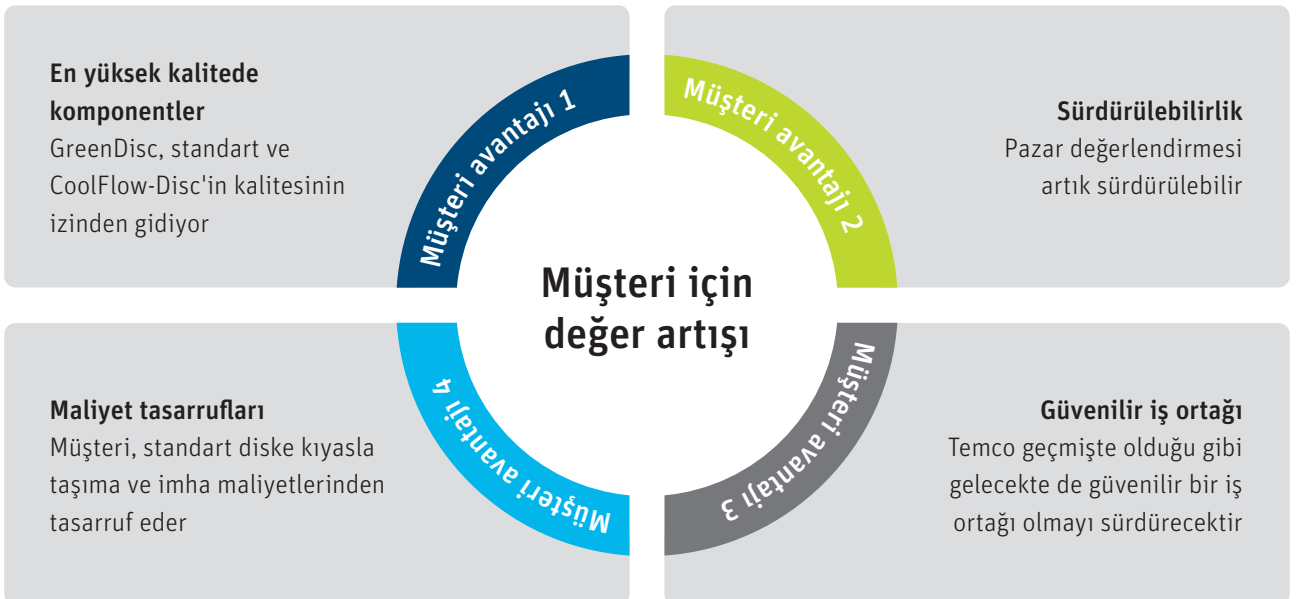 En yüksek kalitede
komponentler
GreenDisc, standart ve
CoolFlow-Disc'in kalitesinin
izinden gidiyor
Müşteri avantajı 1
Müşteri avantajı 2
Sürdürülebilirlik
Pazar değerlendirmesi
artık sürdürülebilir
Müşteri için
değer artışı
Maliyet tasarrufları
Müşteri, standart diske kıyasla
taşıma ve imha maliyetlerinden
tasarruf eder
Müşteri avantaji 4
Müşteri avantajı 3
Güvenilir iş ortağı
Temco geçmişte olduğu gibi
gelecekte de güvenilir bir iş
ortağı olmayı sürdürecektir